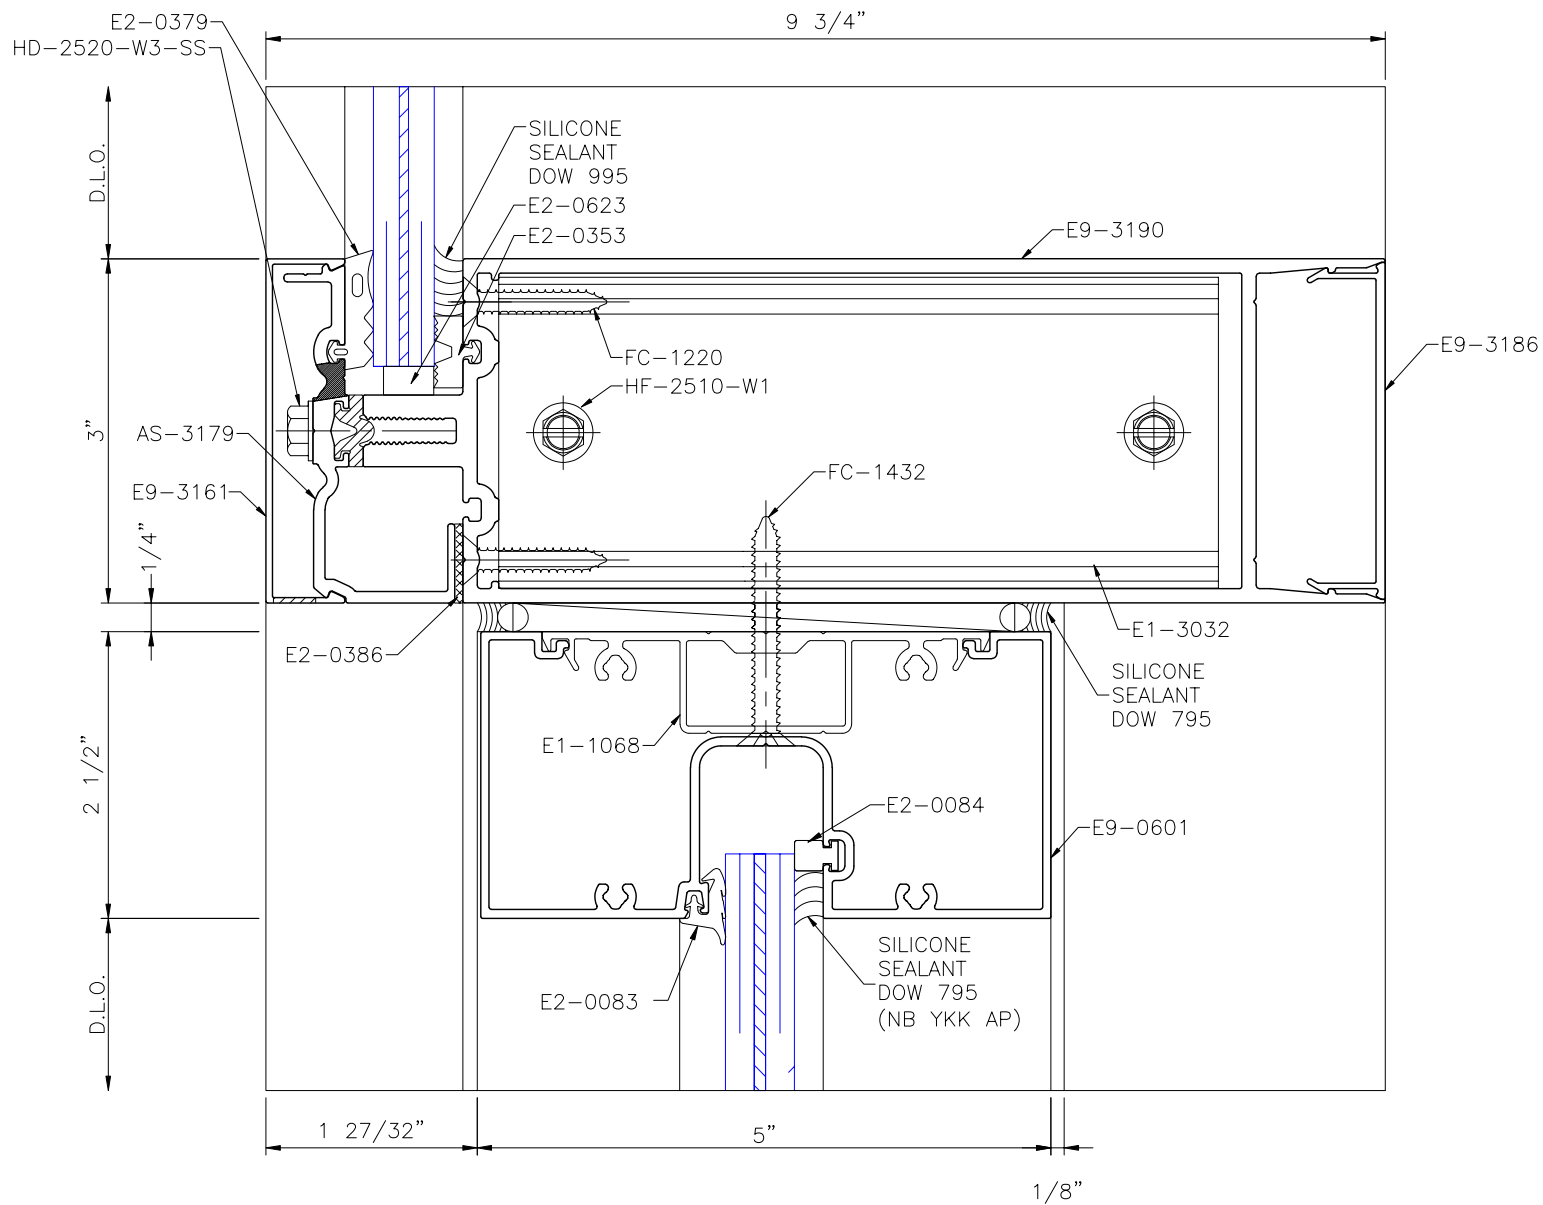 E2-0379
9 3/4"
HD-2520-W3-SS
SILICONE
SEALANT
DOW 995
D.L.O.
E2-0623
E2-0353
E9-3190
E9-3186
FC-1220
HF-2510-W1
3"
AS-3179
FC-1432
E9-3161
1/4"
E1-3032
E2-0386
SILICONE
SEALANT
DOW 795
E1-1068
2 1/2"
E2-0084
E9-0601
SILICONE
SEALANT
DOW 795
(NB YKK AP)
E2-0083
D.L.O.
1 27/32"
5"
1/8"